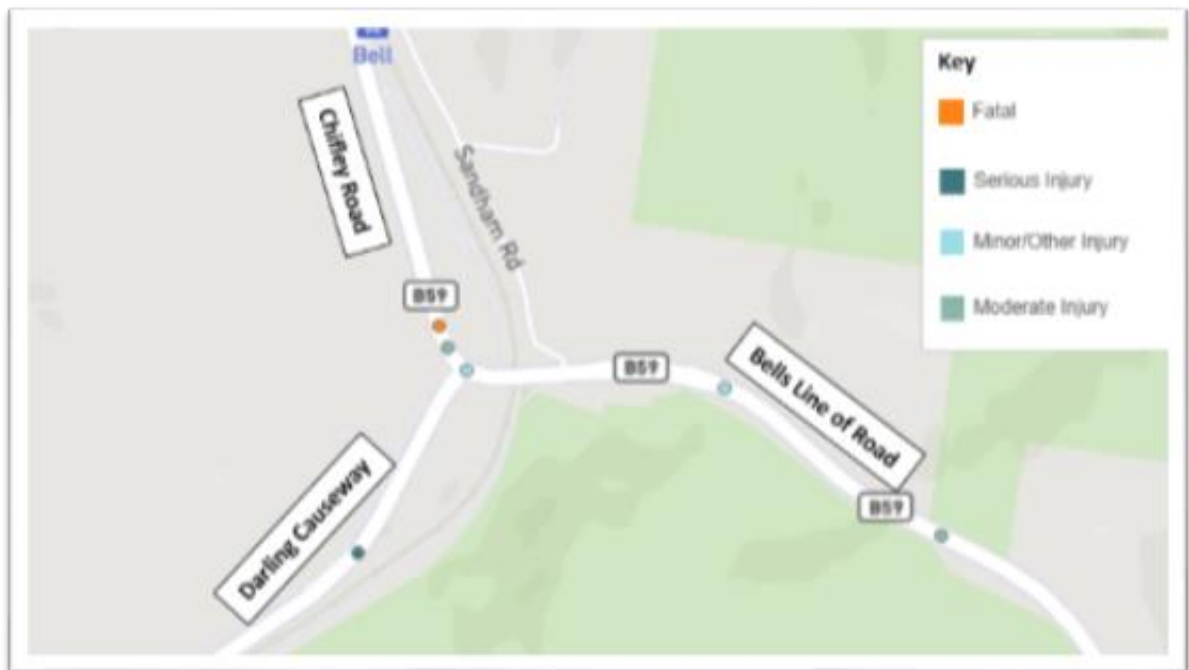 Bell
Chifley Road
Sandham Rd
B59
B59
Bells Line of Road
B59
Darling Causeway
Key
Fatal
Serious Injury
Minor/Other Injury
Moderate Injury